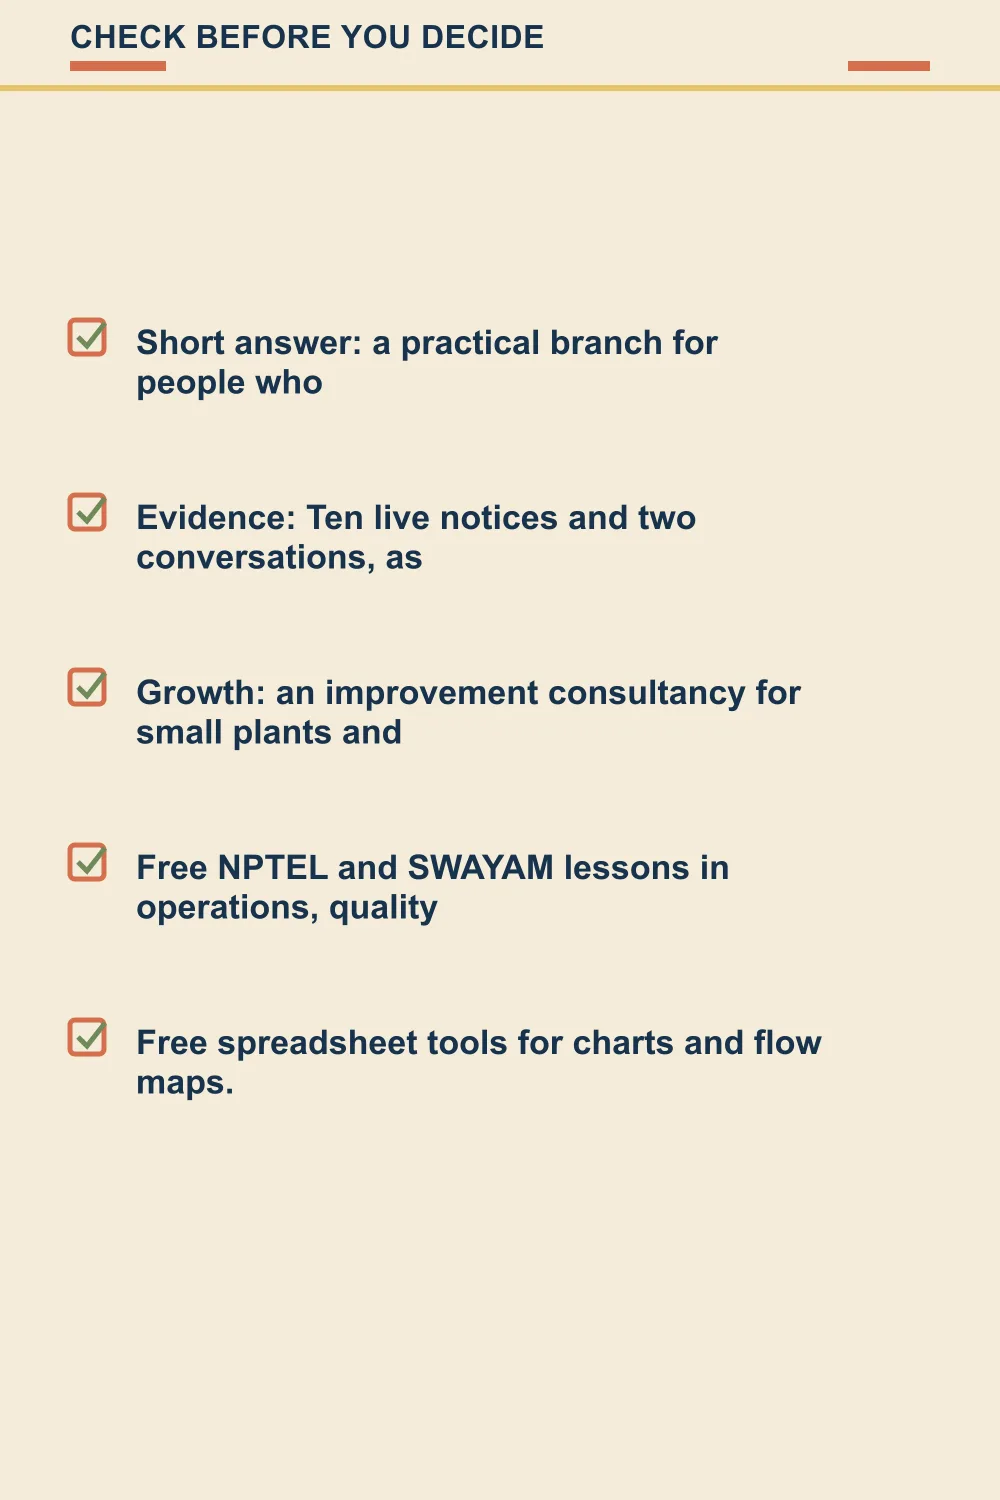 CHECK BEFORE YOU DECIDE
Short answer: a practical branch for
people who
Evidence: Ten live notices and two
conversations, as
Growth: an improvement consultancy for
small plants and
Free NPTEL and SWAYAM lessons in
operations, quality
Free spreadsheet tools for charts and flow
maps.